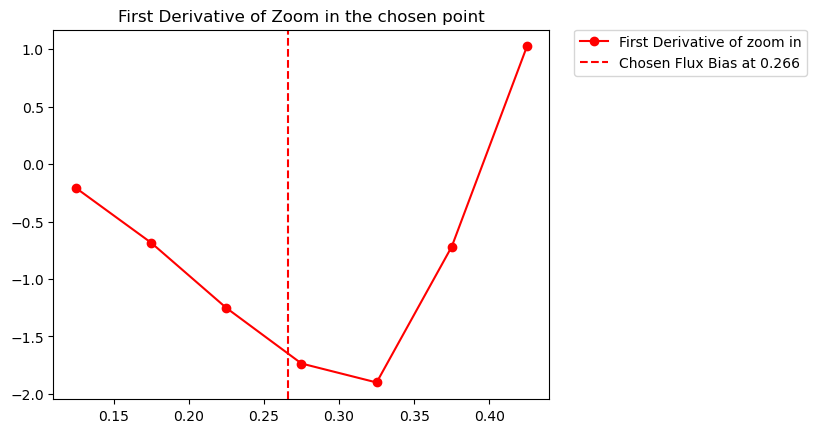 First Derivative of Zoom in the chosen point
First Derivative of zoom in
Chosen Flux Bias at 0.266
1.0
0.5
0.0
−0.5
−1.0
−1.5
−2.0
0.15 0.20 0.25 0.30 0.35 0.40